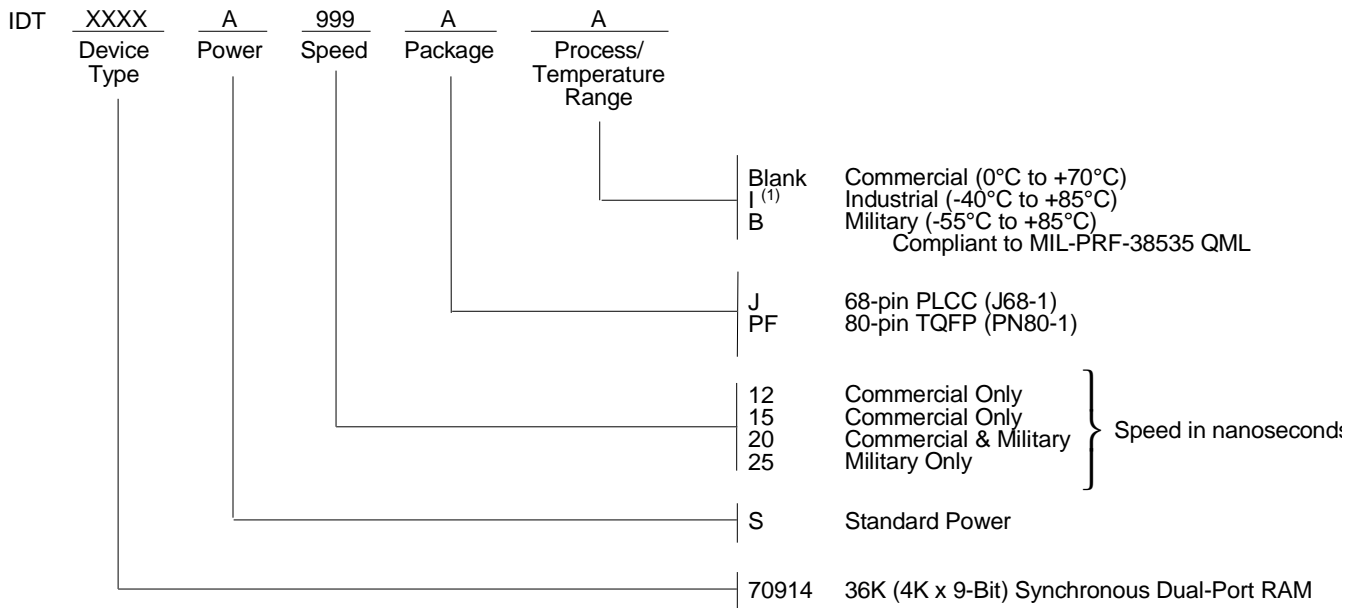 IDT XXXX A 999 A A
Device Power Speed Package Process/
Type Temperature
Range
Blank Commercial (0°C to +70°C)
I (1) Industrial (-40°C to +85°C)
B Military (-55°C to +85°C)
Compliant to MIL-PRF-38535 QML
J 68-pin PLCC (J68-1)
PF 80-pin TQFP (PN80-1)
12 Commercial Only
15 Commercial Only
20 Commercial & Military
25 Military Only
Speed in nanoseconds
S Standard Power
70914 36K (4K x 9-Bit) Synchronous Dual-Port RAM